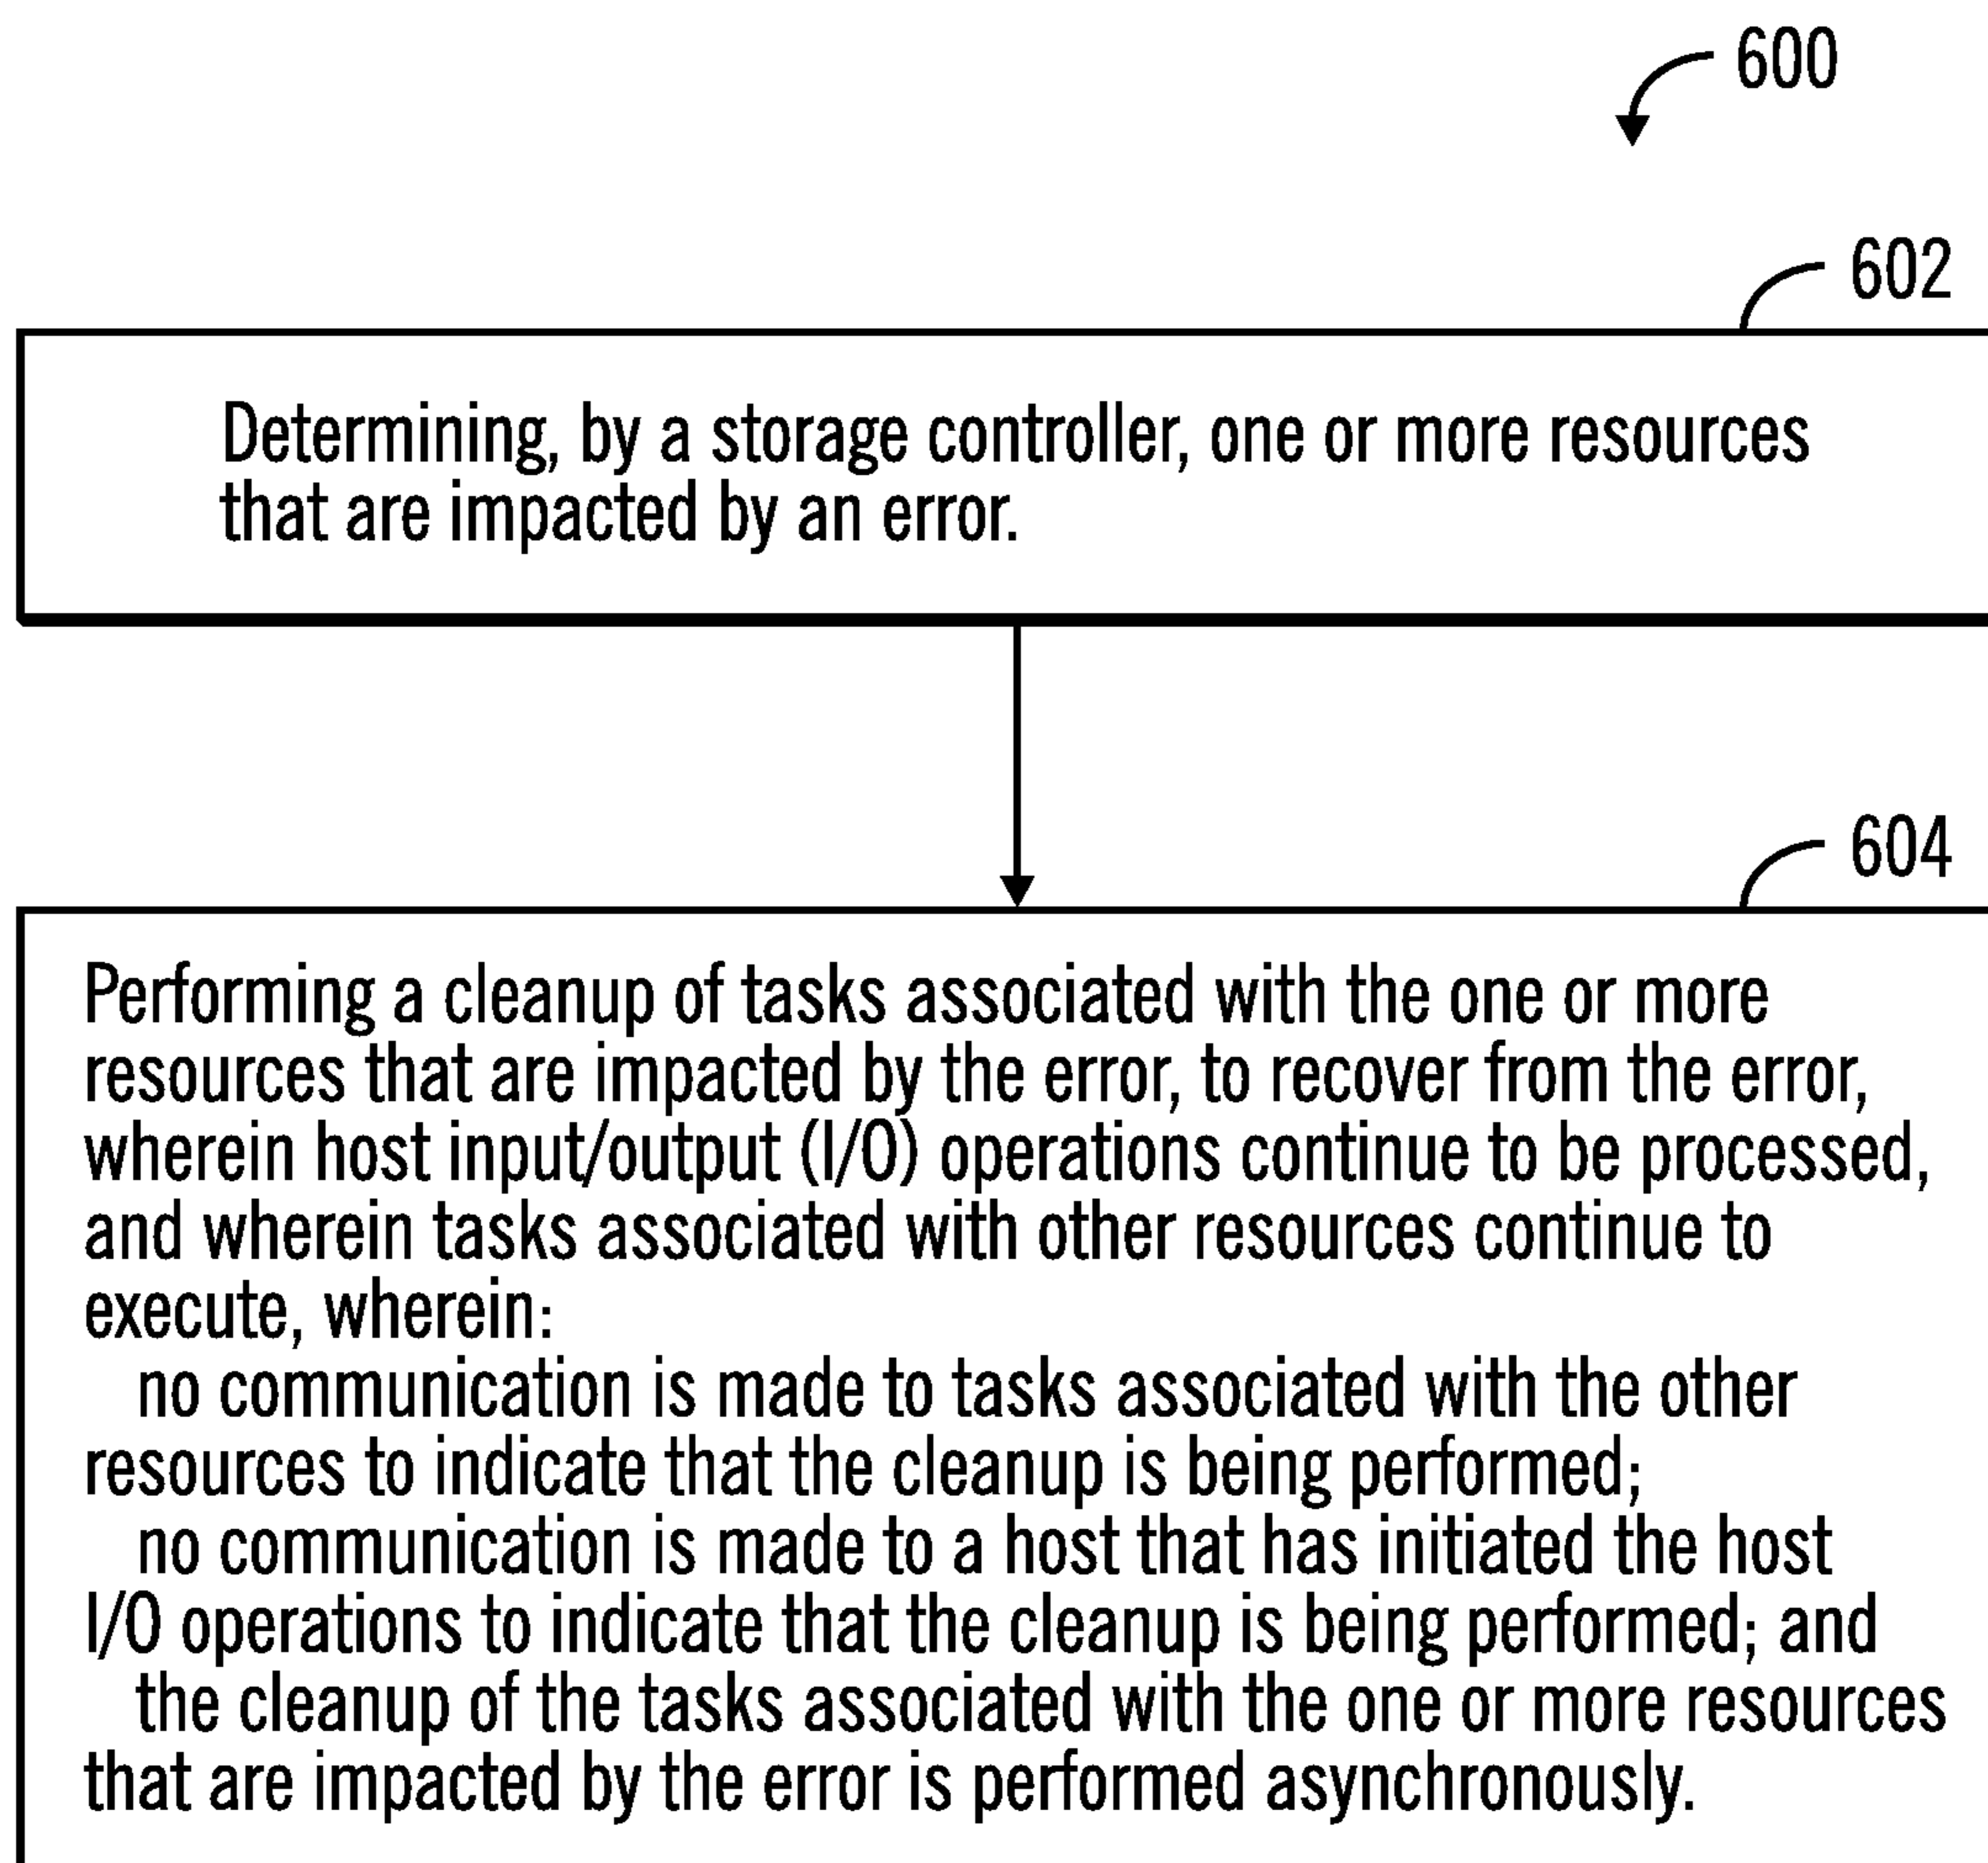 600
602
Determining, by a storage controller, one or more resources
that are impacted by an error.
604
Performing a cleanup of tasks associated with the one or more
resources that are impacted by the error, to recover from the error,
wherein host input/output (I/O) operations continue to be processed,
and wherein tasks associated with other resources continue to
execute, wherein:
no communication is made to tasks associated with the other
resources to indicate that the cleanup is being performed;
no communication is made to a host that has initiated the host
I/O operations to indicate that the cleanup is being performed; and
the cleanup of the tasks associated with the one or more resources
that are impacted by the error is performed asynchronously.